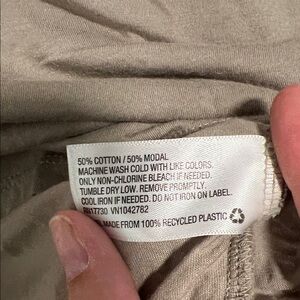 50% COTTON / 50% MODAL
MACHINE WASH COLD WITH LIKE COLORS.
ONLY NON-CHLORINE BLEACH IF NEEDED.
TUMBLE DRY LOW. REMOVE PROMPTLY.
COOL IRON IF NEEDED. DO NOT IRON ON LABEL.
VN1042782
MADE FROM 100% RECYCLED PLASTIC